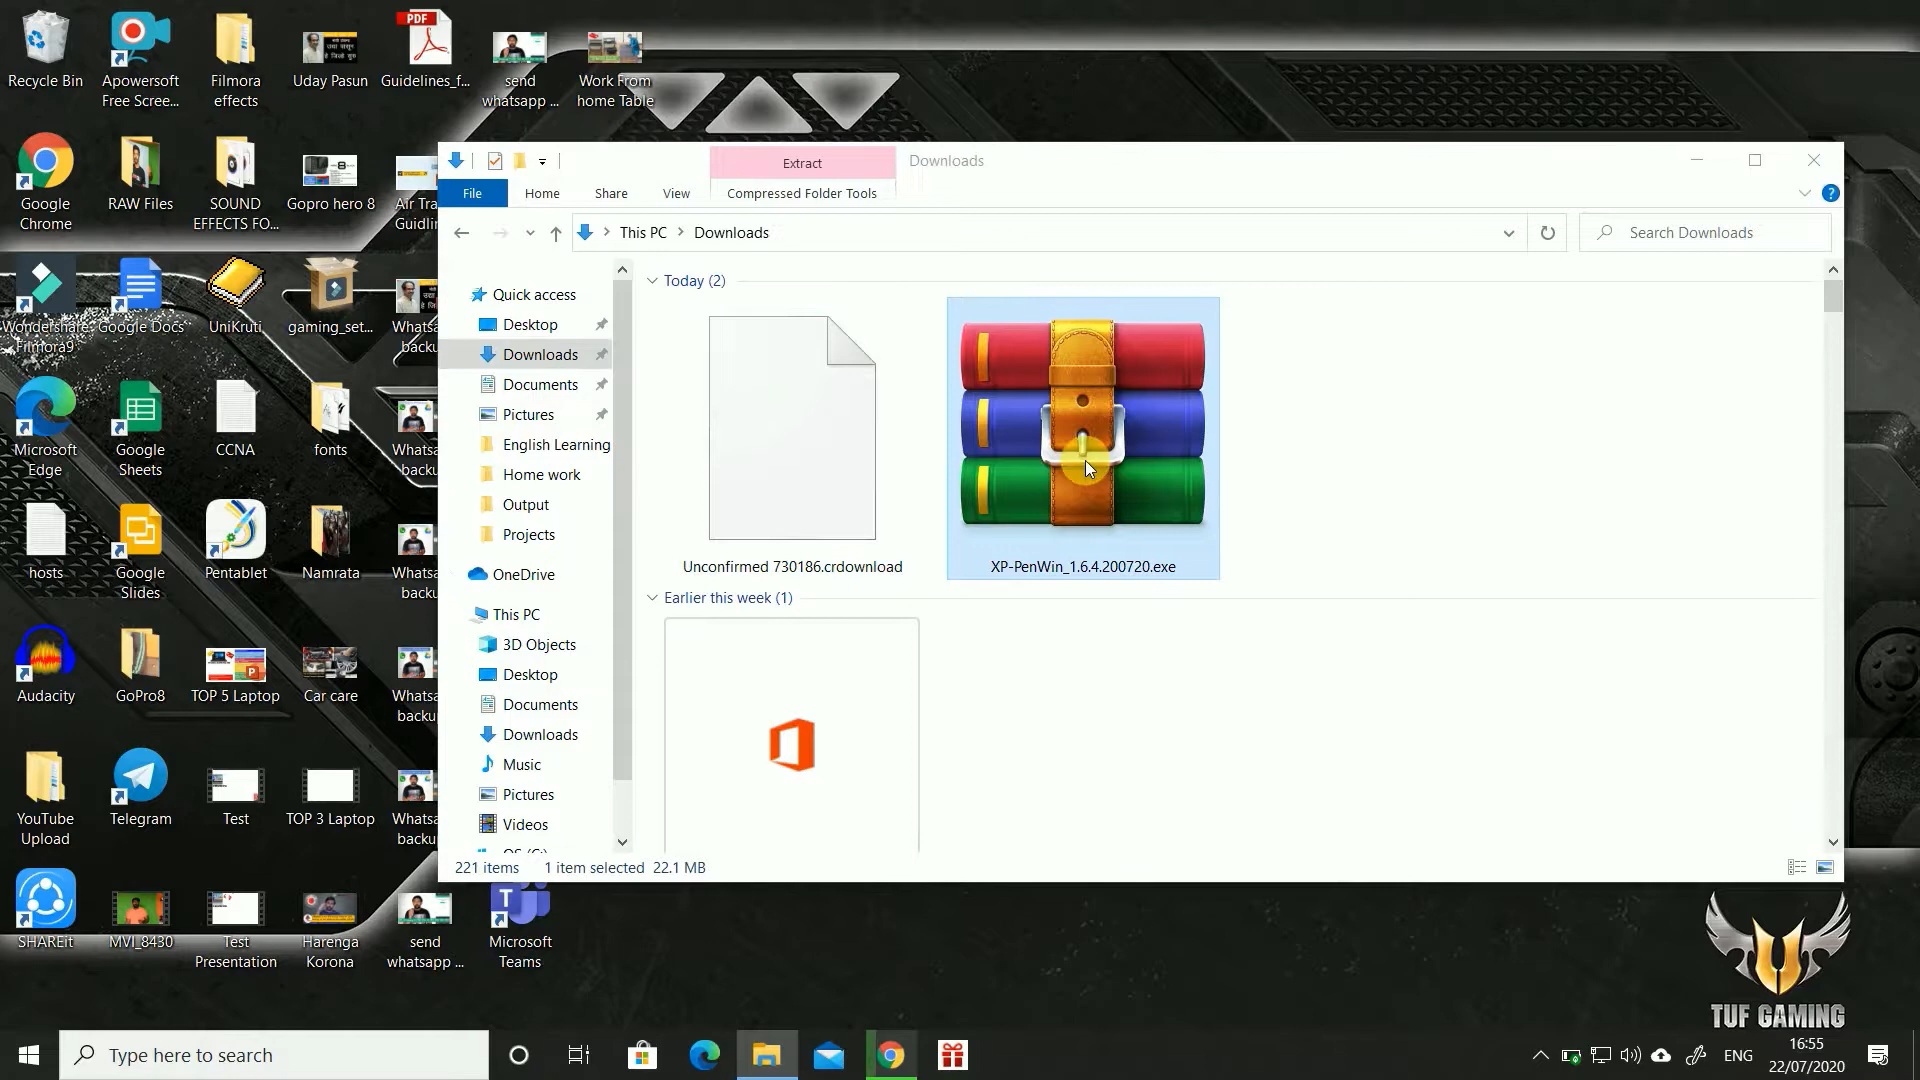 Recycle Bin
Apowersoft
Free Scree...
Filmora
effects
Uday Pasun
PDF
Guidelines_f...
send
whatsapp ...
Work From
home Table
Google
Chrome
RAW Files
SOUND
EFFECTS FO...
Gopro hero 8
Air Tra
Guidlin
Wondershare
Filmora9
Google Docs
UniKruti
gaming_set...
Whatsa
backu
Microsoft
Edge
Google
Sheets
CCNA
fonts
Whatsa
backu
hosts
Google
Slides
Pentablet
Namrata
Whatsa
backu
Audacity
GoPro8
TOP 5 Laptop
Car care
Whatsa
backu
YouTube
Upload
Telegram
Test
TOP 3 Laptop
Whatsa
backu
SHAREit
MVI_8430
Test
Presentation
Harenga
Korona
send
whatsapp ...
Microsoft
Teams
Extract
Downloads
File
Home
Share
View
Compressed Folder Tools
This PC
Downloads
Search Downloads
Quick access
Desktop
Downloads
Documents
Pictures
English Learning
Home work
Output
Projects
OneDrive
This PC
3D Objects
Desktop
Documents
Downloads
Music
Pictures
Videos
OS (C:)
Today (2)
Unconfirmed 730186.crdownload
XP-PenWin_1.6.4.200720.exe
Earlier this week (1)
221 items
1 item selected
22.1 MB
TUF GAMING
Type here to search
ENG
16:55
22/07/2020